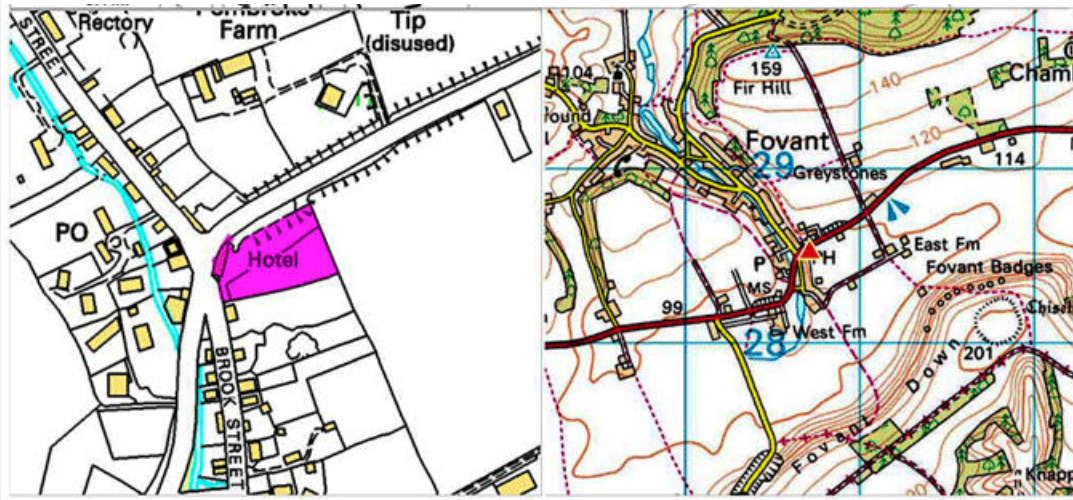 Rectory
Farm
Tip
(disused)
STREET
PO
Hotel
BROOK STREET
104
159
Fir Hill
140
120
Fovant
29
Greystones
114
P
H
East Fm
Fovant Badges
MS
99
West Fm
28
201
Fovant Down